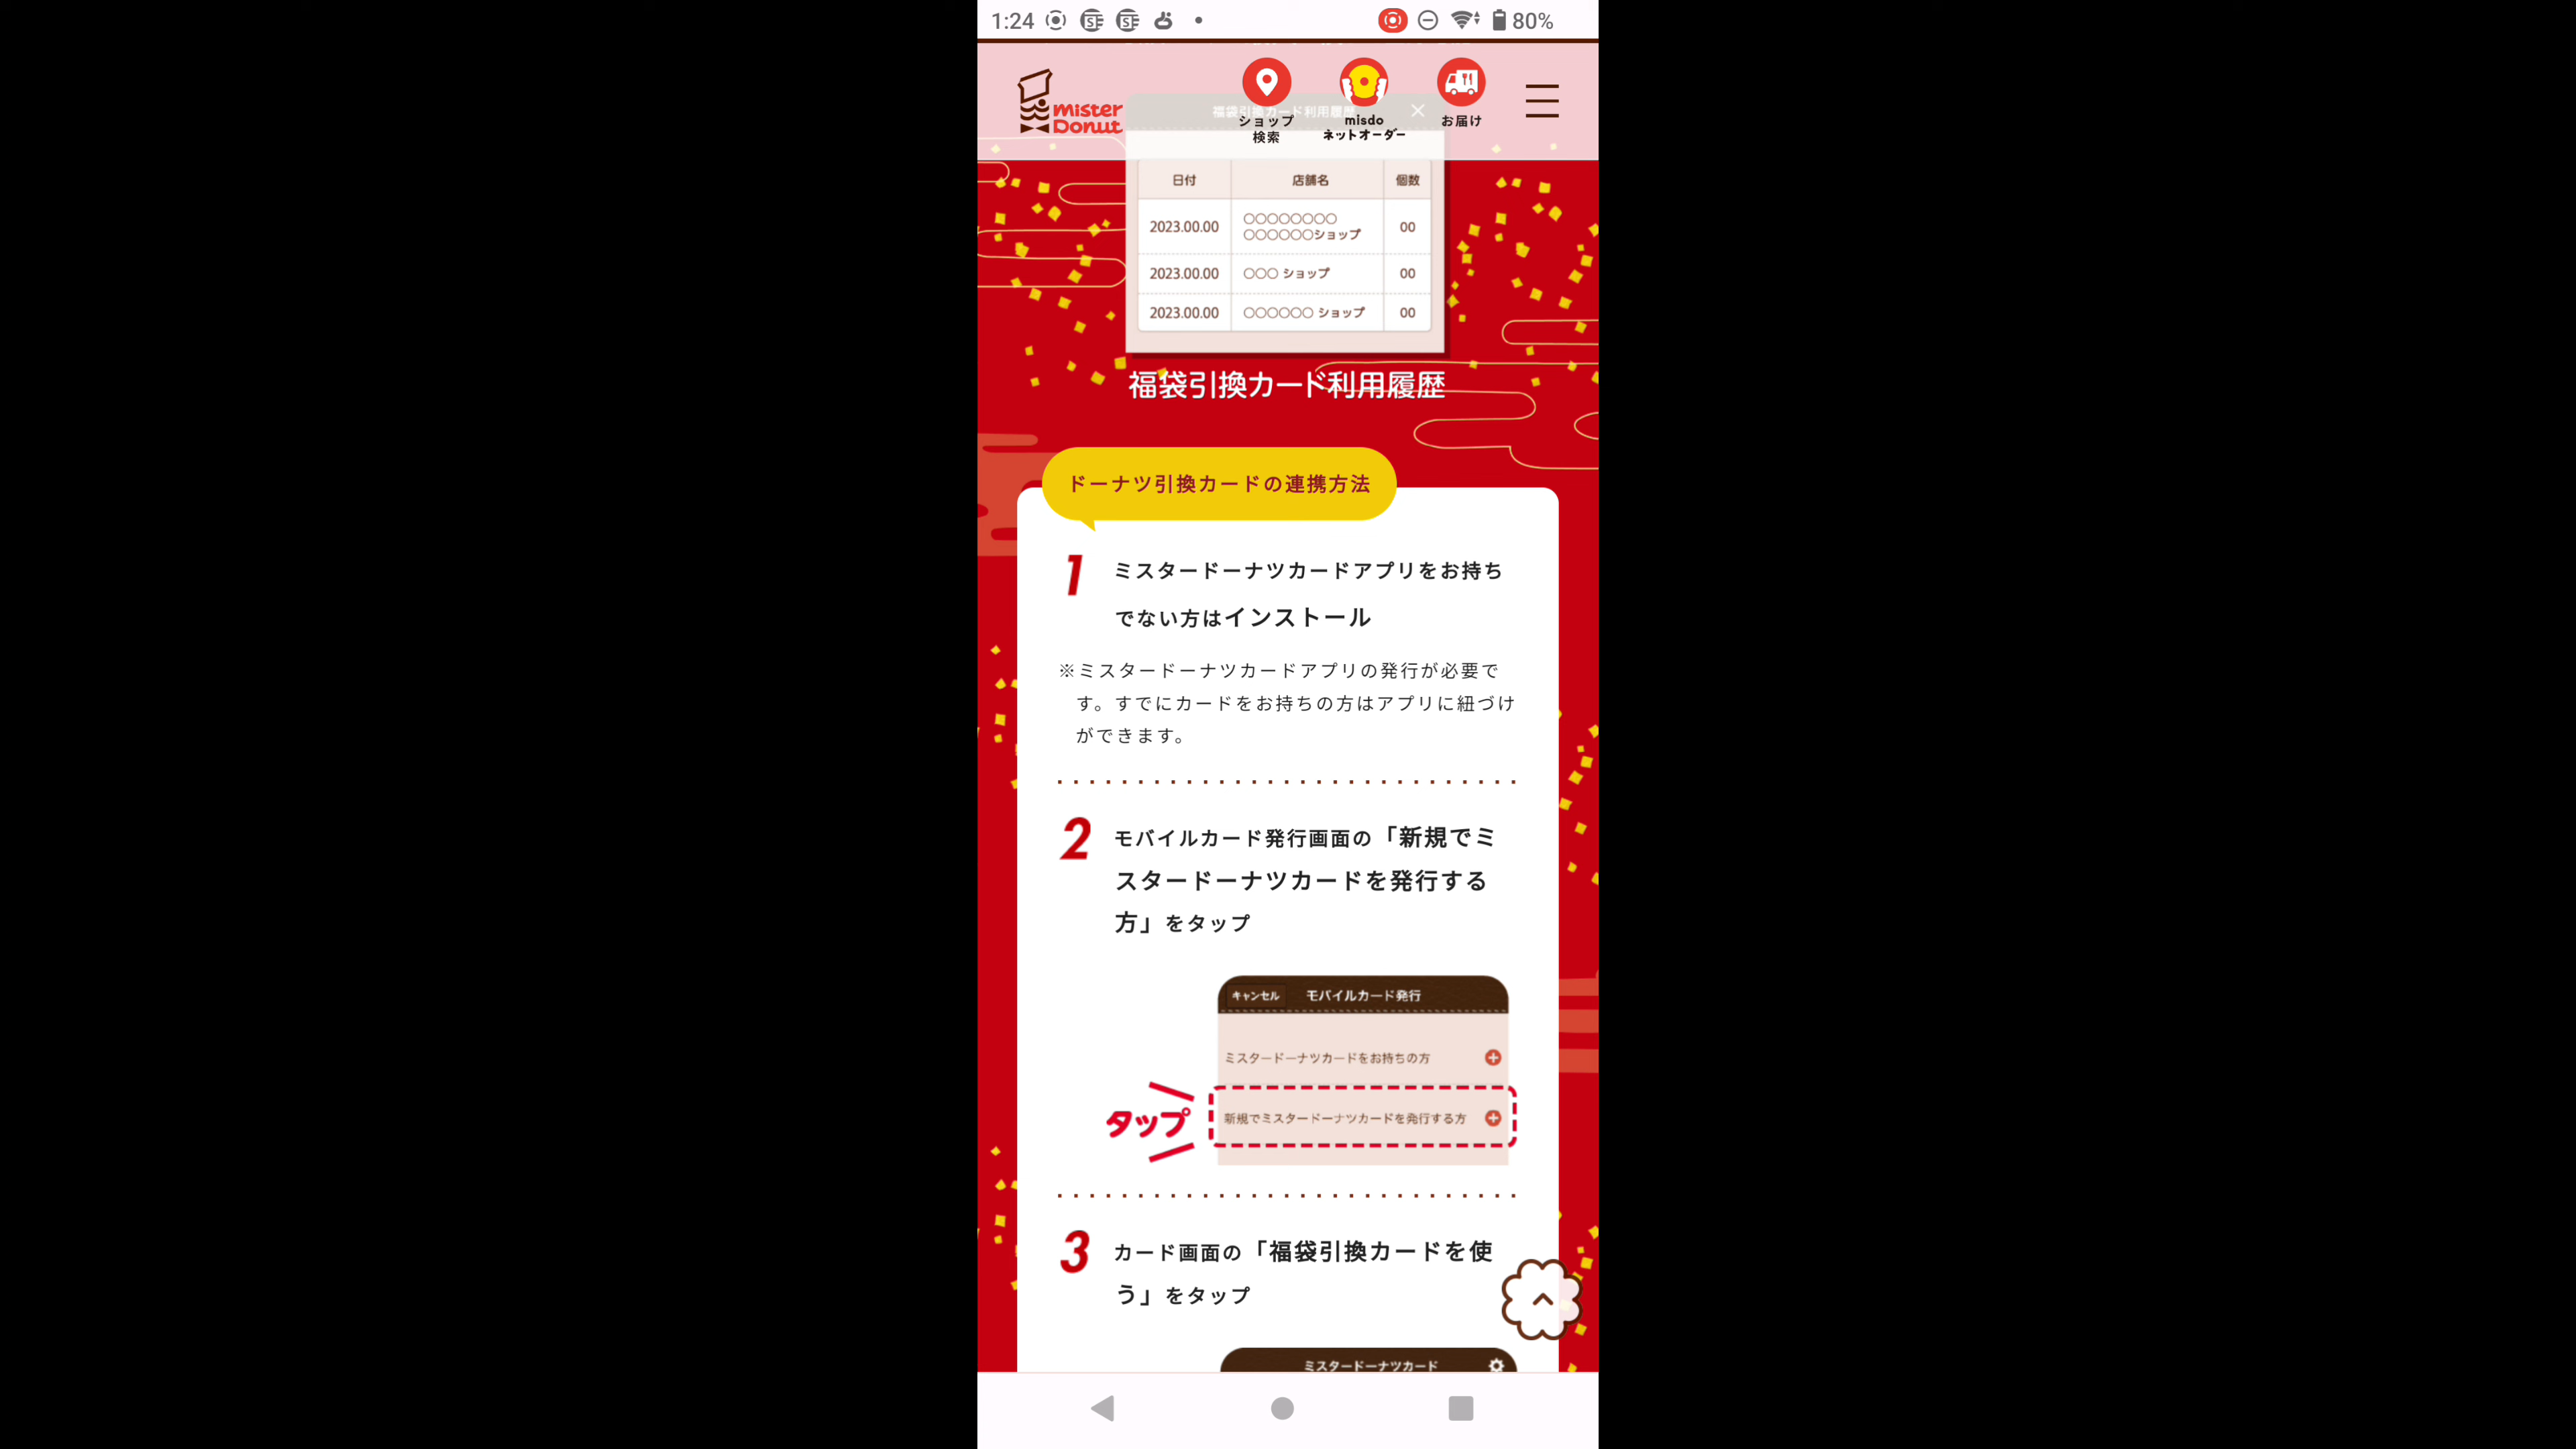 1:24
80%
mister
Donut
ショップ
検索
misdo
ネットオーダー
お届け
福袋引換カード利用履歴
日付 店舗名 個数
2023.00.00 ○○○○○○○○
○○○○○○ショップ 00
2023.00.00 ○○○ ショップ 00
2023.00.00 ○○○○○○ ショップ 00
福袋引換カード利用履歴
ドーナツ引換カードの連携方法
1 ミスタードーナツカードアプリをお持ち
でない方はインストール
※ミスタードーナツカードアプリの発行が必要で
す。すでにカードをお持ちの方はアプリに紐づけ
ができます。
2 モバイルカード発行画面の「新規でミ
スタードーナツカードを発行する
方」をタップ
キャンセル モバイルカード発行
ミスタードーナツカードをお持ちの方
タップ 新規でミスタードーナツカードを発行する方
3 カード画面の「福袋引換カードを使
う」をタップ
ミスタードーナツカード